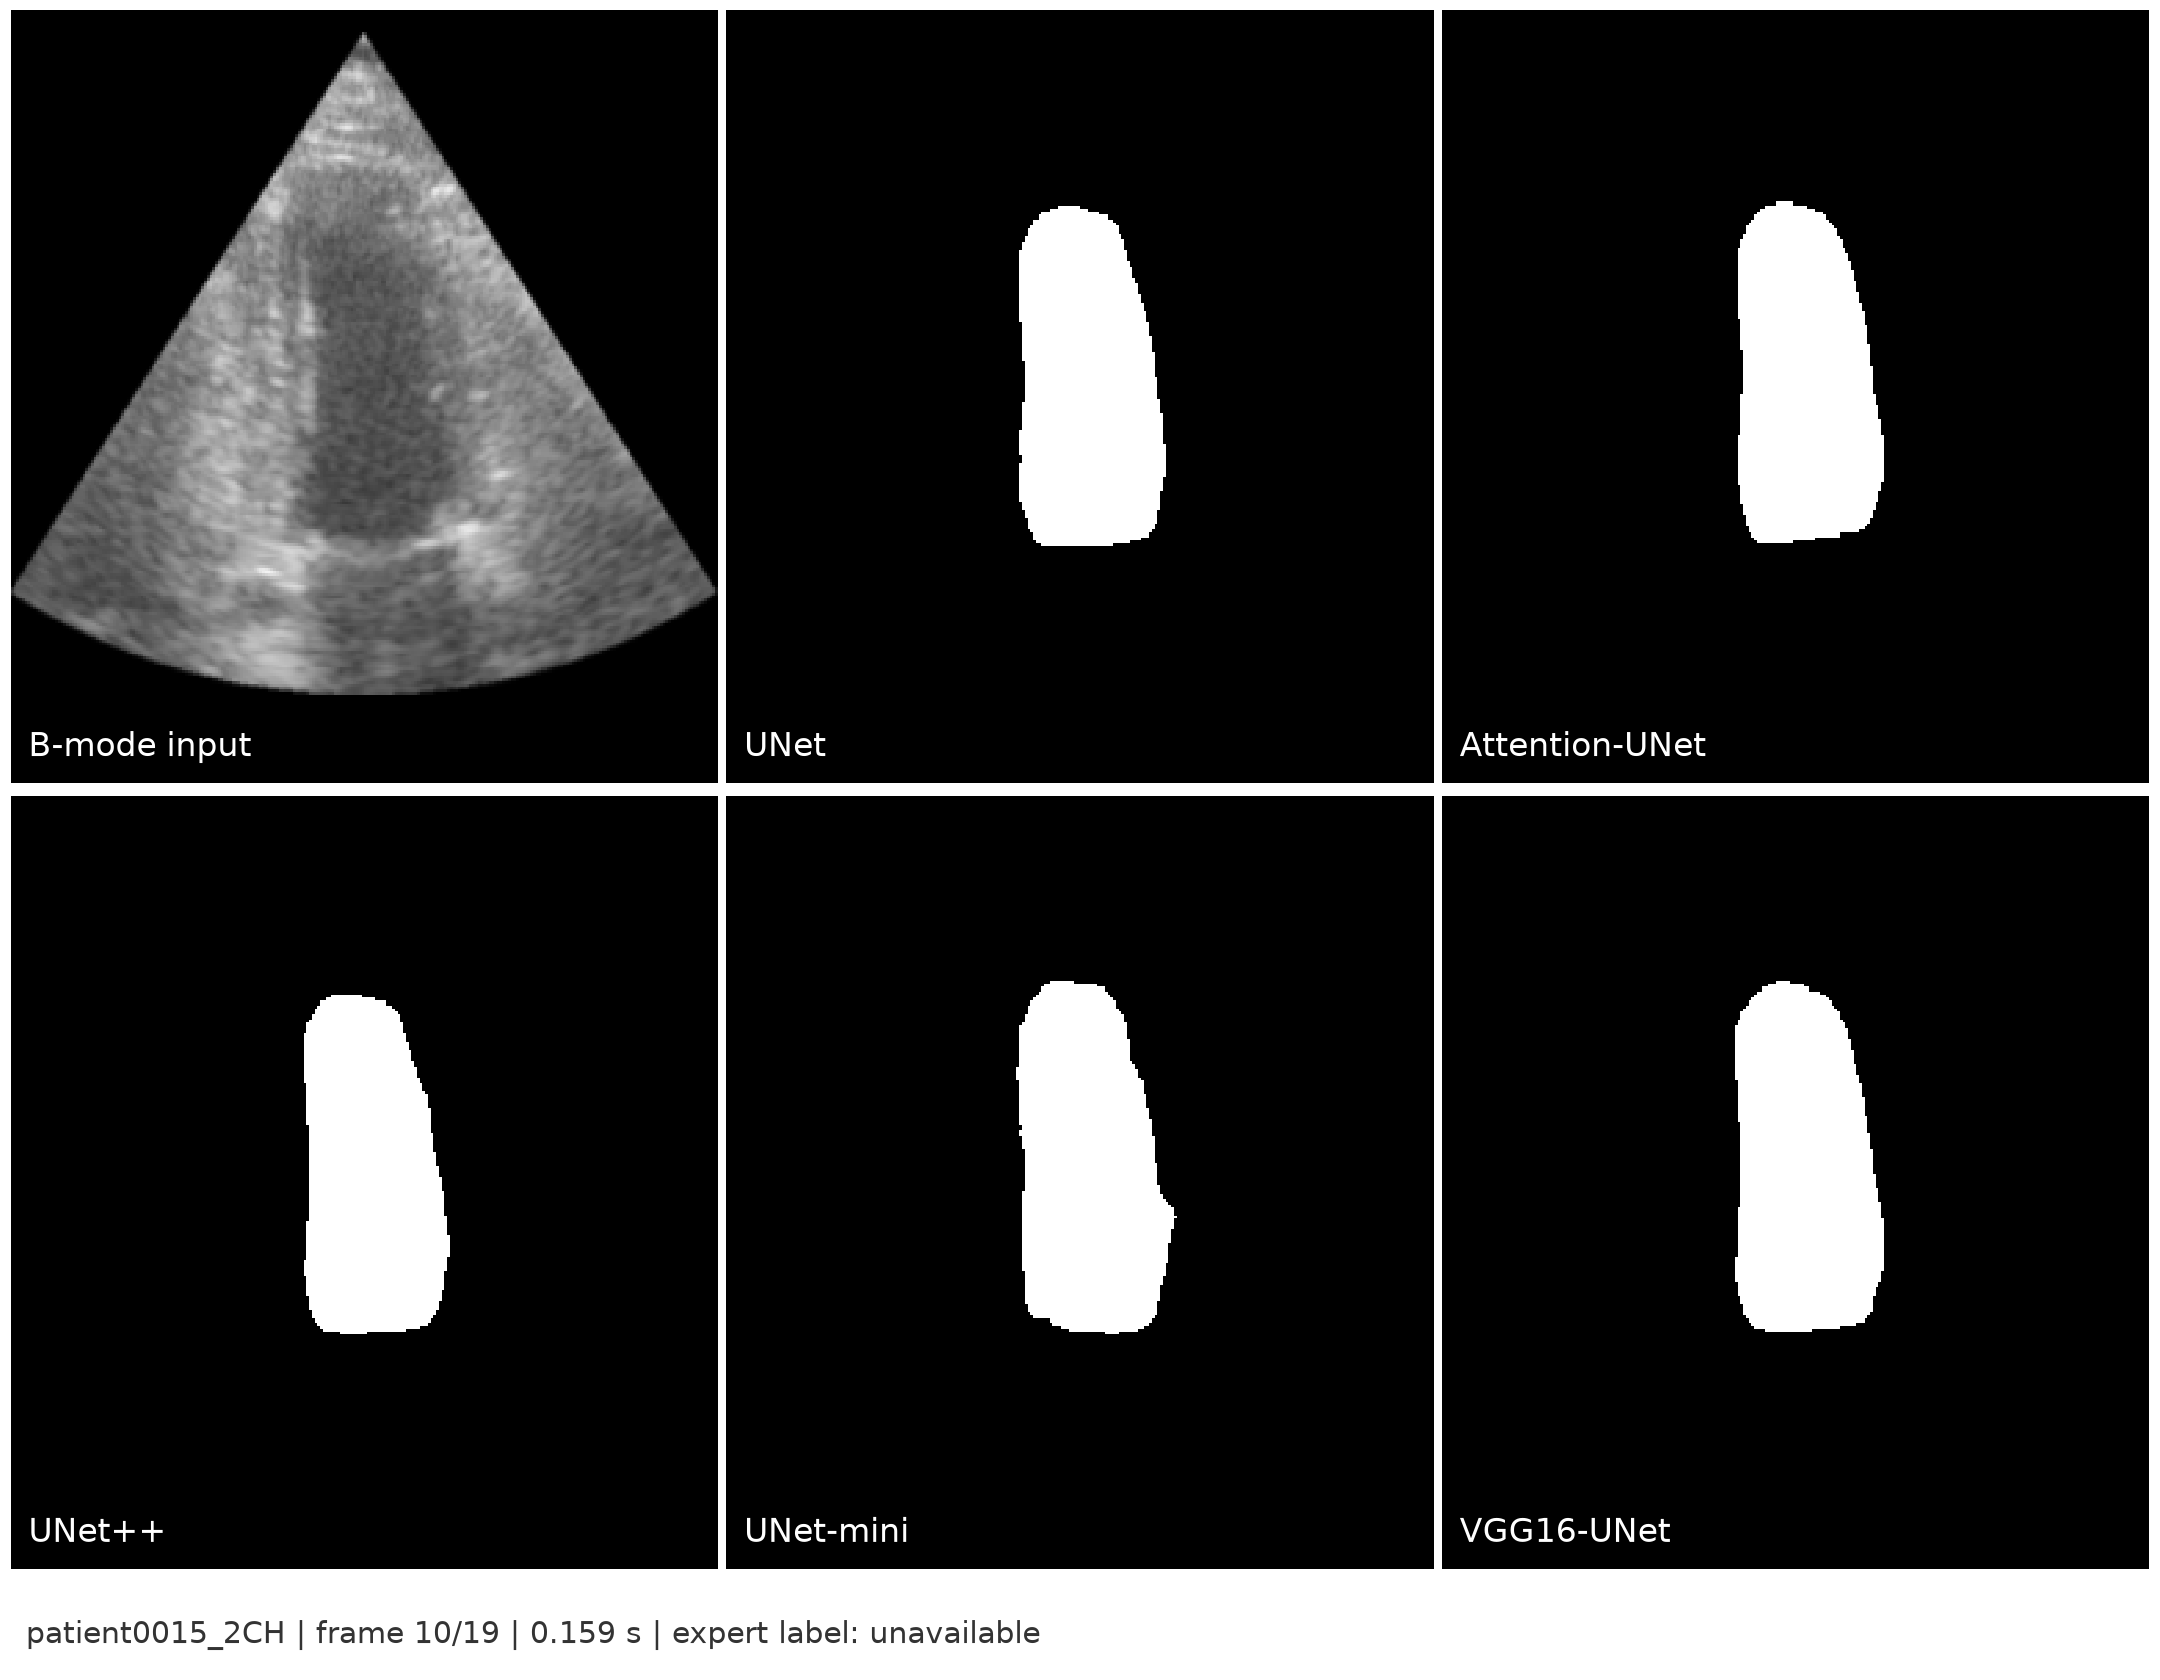 B-mode input
UNet
Attention-UNet
UNet++
UNet-mini
VGG16-UNet
patient0015_2CH | frame 10/19 | 0.159 s | expert label: unavailable